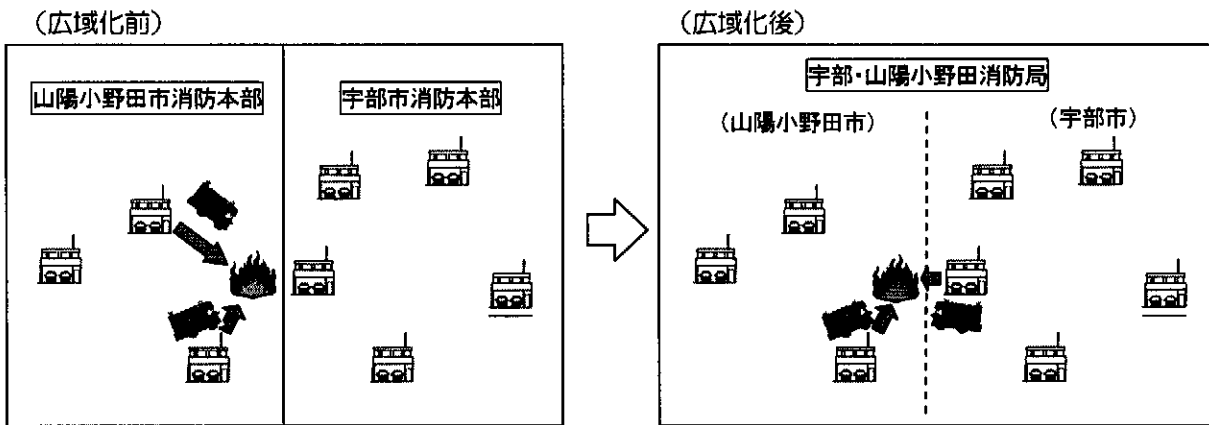 （広域化前）
山陽小野田市消防本部
宇部市消防本部
（広域化後）
宇部・山陽小野田消防局
（山陽小野田市）
（宇部市）